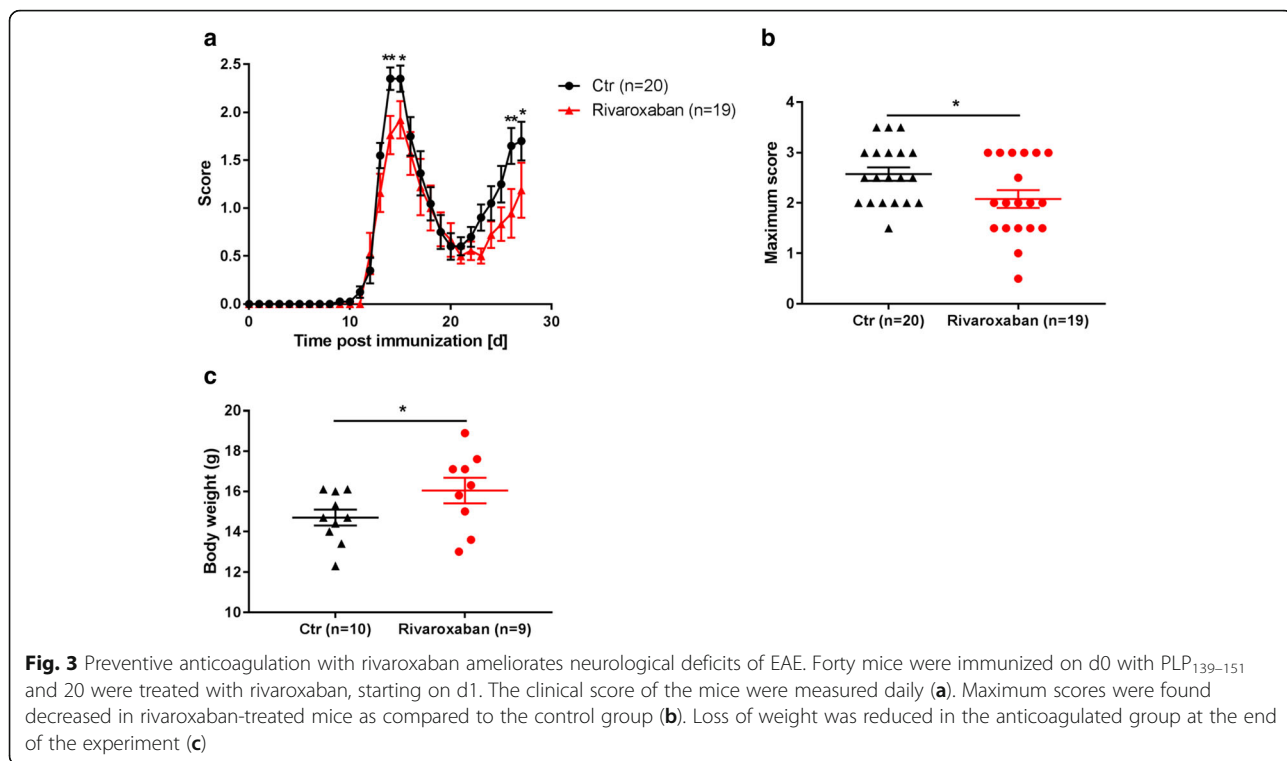 a
** *
2.5
2.0
1.5
1.0
0.5
0.0
Score
0 10 20 30
Time post immunization [d]
** *
Ctr (n=20)
Rivaroxaban (n=19)
b
*
4
3
2
1
0
Maximum score
Ctr (n=20) Rivaroxaban (n=19)
c
*
20
18
16
14
12
10
Body weight (g)
Ctr (n=10) Rivaroxaban (n=9)
Fig. 3 Preventive anticoagulation with rivaroxaban ameliorates neurological deficits of EAE. Forty mice were immunized on d0 with PLP139–151
and 20 were treated with rivaroxaban, starting on d1. The clinical score of the mice were measured daily (a). Maximum scores were found
decreased in rivaroxaban-treated mice as compared to the control group (b). Loss of weight was reduced in the anticoagulated group at the end
of the experiment (c)